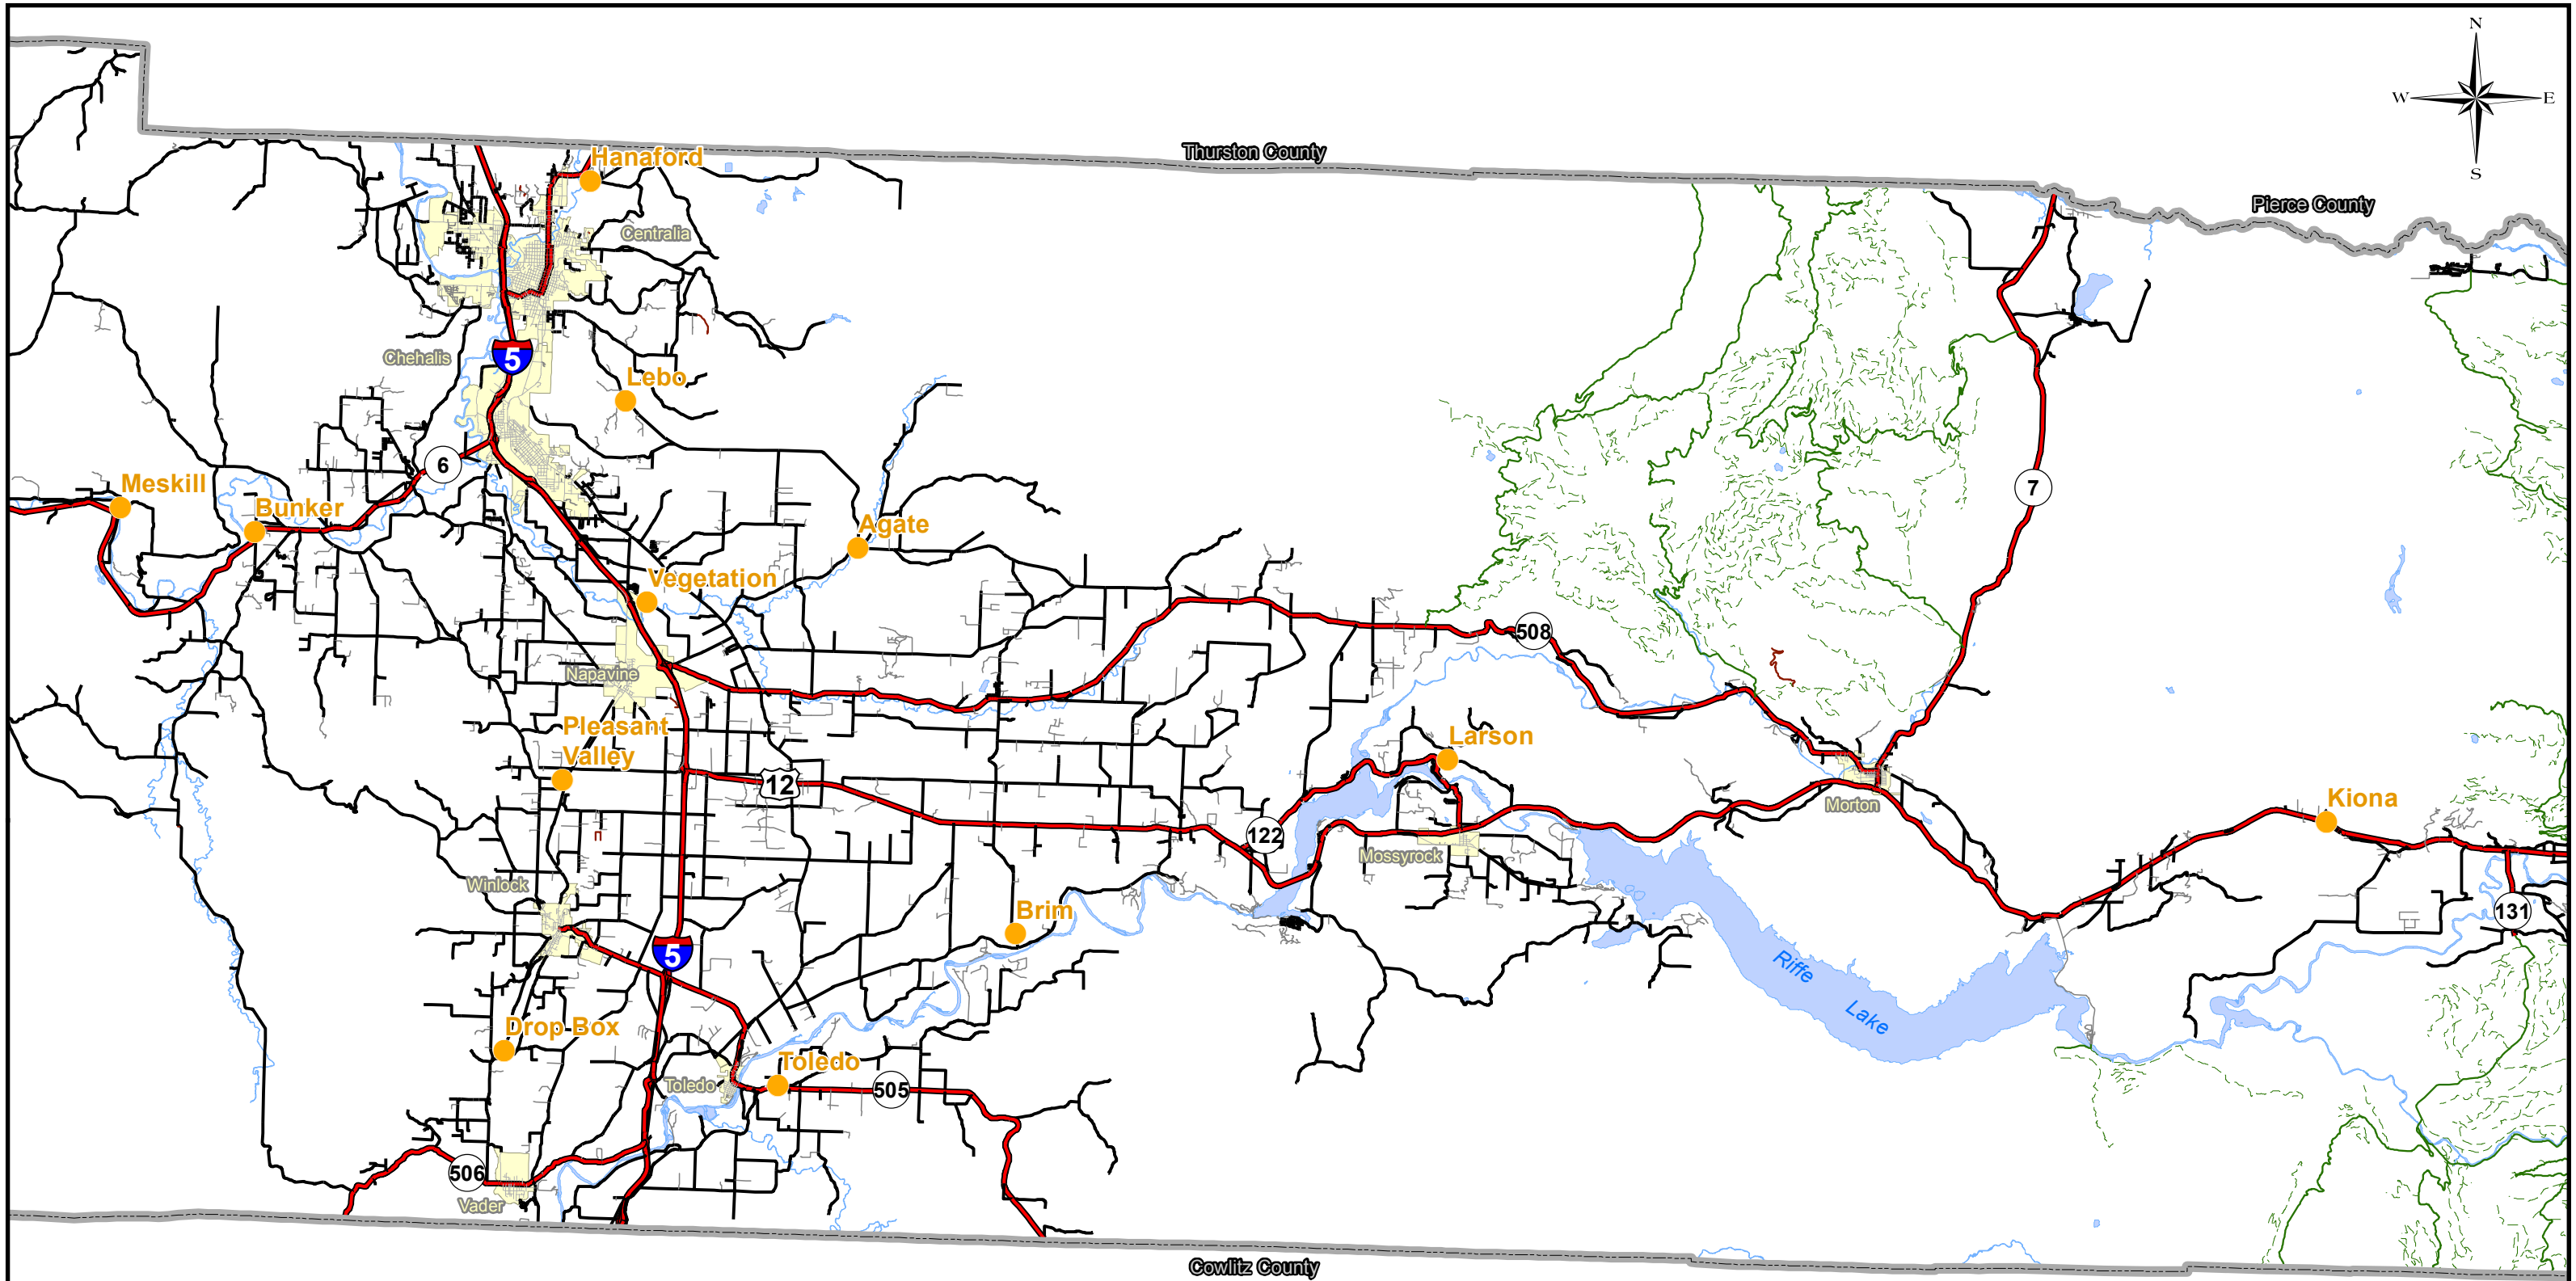 N
W E
S
Thurston County
Pierce County
Hanaford
Centralia
5
Chehalis
Lebo
6
Meskill
Bunker
7
Agate
Vegetation
508
Napavine
Pleasant
Valley
Larson
12
Kiona
Morton
122
Mossyrock
Winlock
Brim
131
5
Riffe
Lake
Drop Box
Toledo
Toledo
505
506
Vader
Cowlitz County